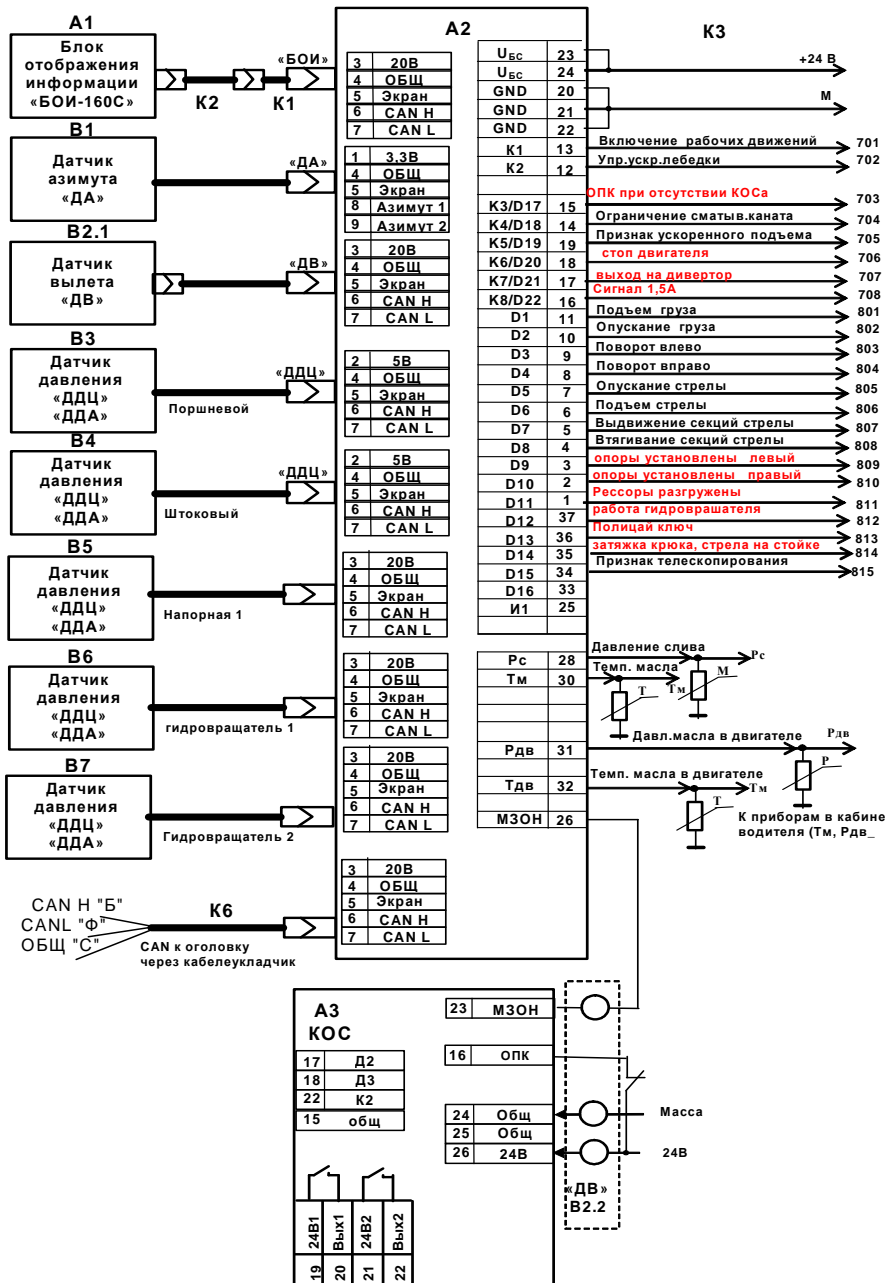 А1
Блок
отображения
информации
«БОИ-160С»
К2
К1
«БОИ»
В1
Датчик
азимута
«ДА»
«ДА»
В2.1
Датчик
вылета
«ДВ»
«ДВ»
В3
Датчик
давления
«ДДЦ»
«ДДА»
Поршневой
«ДДЦ»
В4
Датчик
давления
«ДДЦ»
«ДДА»
Штоковый
«ДДЦ»
В5
Датчик
давления
«ДДЦ»
«ДДА»
Напорная 1
В6
Датчик
давления
«ДДЦ»
«ДДА»
гидровращатель 1
В7
Датчик
давления
«ДДЦ»
«ДДА»
Гидровращатель 2
CAN H "Б"
CANL "Ф"
ОБЩ "С"
К6
CAN к оголовку
через кабелеукладчик
А2
3 20В
4 ОБЩ
5 Экран
6 CAN H
7 CAN L
1 3.3В
4 ОБЩ
5 Экран
8 Азимут 1
9 Азимут 2
3 20В
4 ОБЩ
5 Экран
6 CAN H
7 CAN L
2 5В
4 ОБЩ
5 Экран
6 CAN H
7 CAN L
2 5В
4 ОБЩ
5 Экран
6 CAN H
7 CAN L
3 20В
4 ОБЩ
5 Экран
6 CAN H
7 CAN L
3 20В
4 ОБЩ
5 Экран
6 CAN H
7 CAN L
3 20В
4 ОБЩ
5 Экран
6 CAN H
7 CAN L
3 20В
4 ОБЩ
5 Экран
6 CAN H
7 CAN L
К3
UБС 23
UБС 24
+24 В
GND 20
GND 21
GND 22
М
К1 13 Включение рабочих движений 701
К2 12 Упр.ускр.лебедки 702
К3/D17 15 ОПК при отсутствии КОСа 703
К4/D18 14 Ограничение сматыв.каната 704
К5/D19 19 Признак ускоренного подъема 705
К6/D20 18 стоп двигателя 706
К7/D21 17 выход на дивертор 707
К8/D22 16 Сигнал 1,5А 708
D1 11 Подъем груза 801
D2 10 Опускание груза 802
D3 9 Поворот влево 803
D4 8 Поворот вправо 804
D5 7 Опускание стрелы 805
D6 6 Подъем стрелы 806
D7 5 Выдвижение секций стрелы 807
D8 4 Втягивание секций стрелы 808
D9 3 опоры установлены левый 809
D10 2 опоры установлены правый 810
D11 1 Рессоры разгружены 811
D12 37 работа гидроврашателя 812
D13 36 Полицай ключ 813
D14 35 затяжка крюка, стрела на стойке 814
D15 34 Признак телескопирования 815
D16 33
И1 25
Рс 28 Давление слива Рс
М
Тм 30 Темп. масла Тм
Т
Рдв 31 Давл.масла в двигателе Рдв
Р
Тдв 32 Темп. масла в двигателе Тм
Т
МЗОН 26
К приборам в кабине
водителя (Тм, Рдв_
А3
КОС
17 Д2
18 Д3
22 К2
15 общ
23 МЗОН
16 ОПК
24 Общ
25 Общ
26 24В
Масса
24В
«ДВ»
В2.2
24В1
Вых1
24В2
Вых2
19
20
21
22